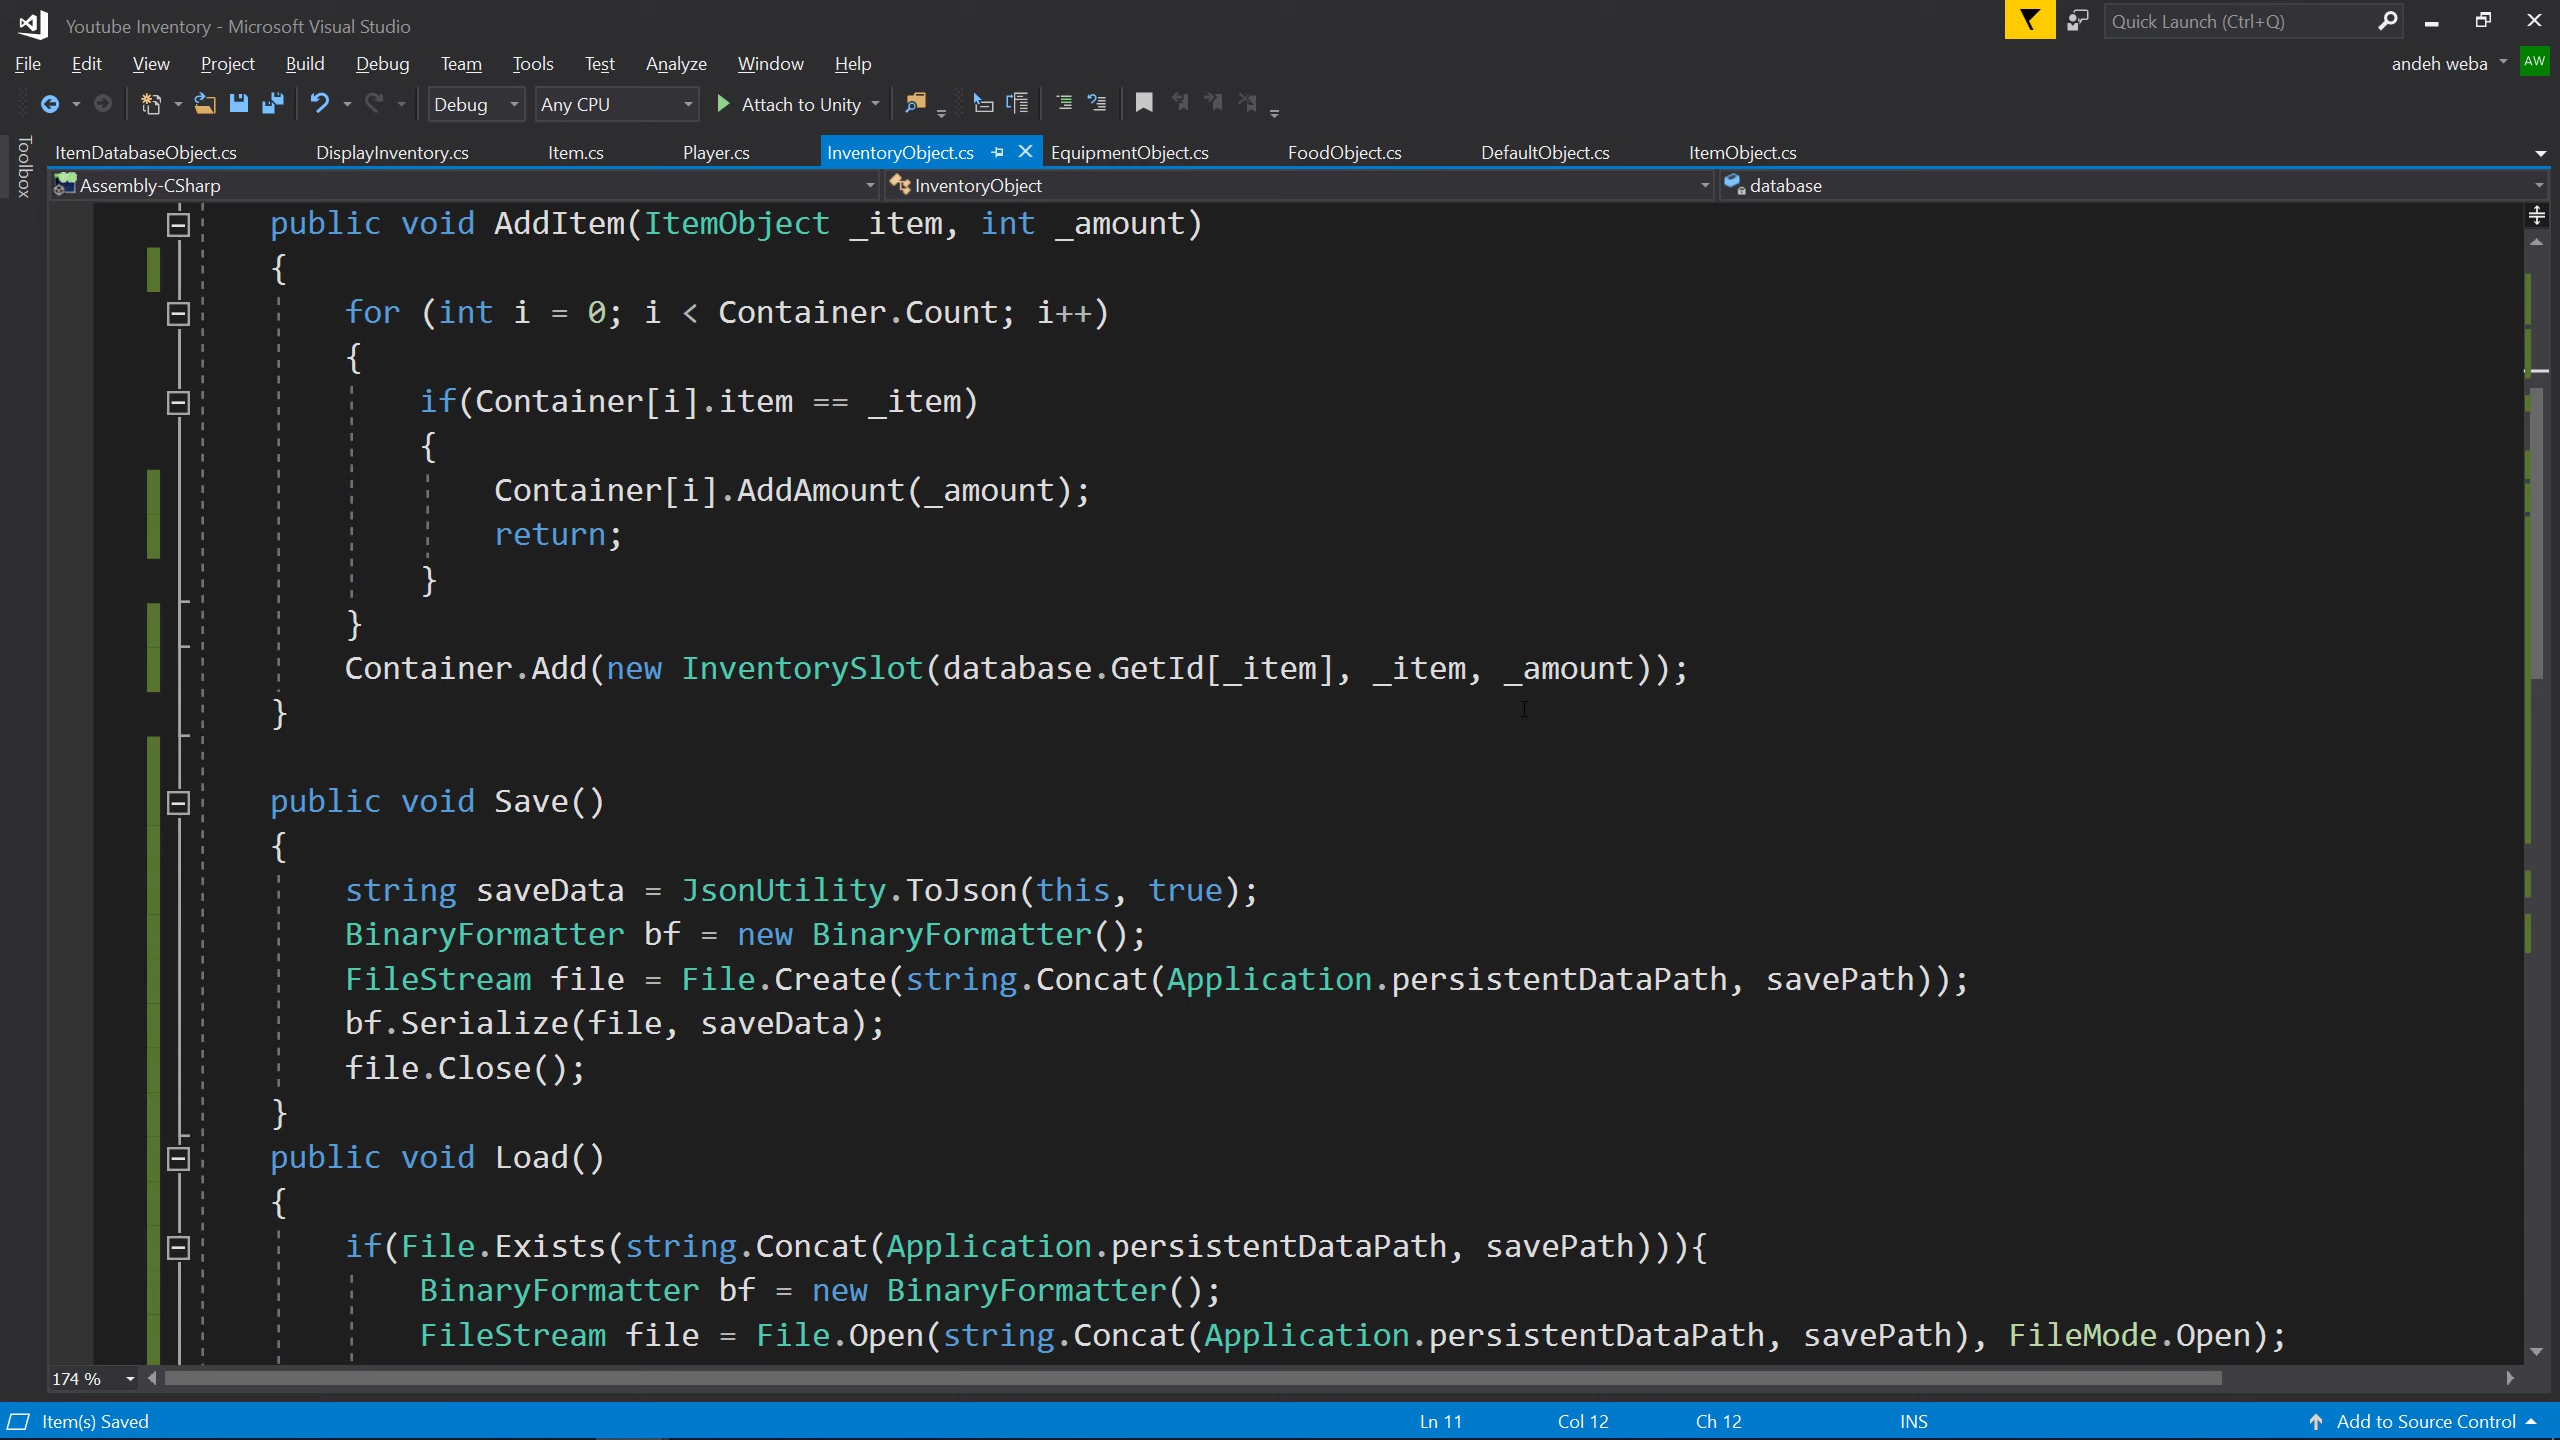 Youtube Inventory - Microsoft Visual Studio
Quick Launch (Ctrl+Q)
File Edit View Project Build Debug Team Tools Test Analyze Window Help
andeh weba AW
Debug Any CPU Attach to Unity
Toolbox
ItemDatabaseObject.cs DisplayInventory.cs Item.cs Player.cs InventoryObject.cs EquipmentObject.cs FoodObject.cs DefaultObject.cs ItemObject.cs
Assembly-CSharp InventoryObject database
public void AddItem(ItemObject _item, int _amount)
{
for (int i = 0; i < Container.Count; i++)
{
if(Container[i].item == _item)
{
Container[i].AddAmount(_amount);
return;
}
}
Container.Add(new InventorySlot(database.GetId[_item], _item, _amount));
}
public void Save()
{
string saveData = JsonUtility.ToJson(this, true);
BinaryFormatter bf = new BinaryFormatter();
FileStream file = File.Create(string.Concat(Application.persistentDataPath, savePath));
bf.Serialize(file, saveData);
file.Close();
}
public void Load()
{
if(File.Exists(string.Concat(Application.persistentDataPath, savePath))){
BinaryFormatter bf = new BinaryFormatter();
FileStream file = File.Open(string.Concat(Application.persistentDataPath, savePath), FileMode.Open);
174 %
Item(s) Saved Ln 11 Col 12 Ch 12 INS Add to Source Control